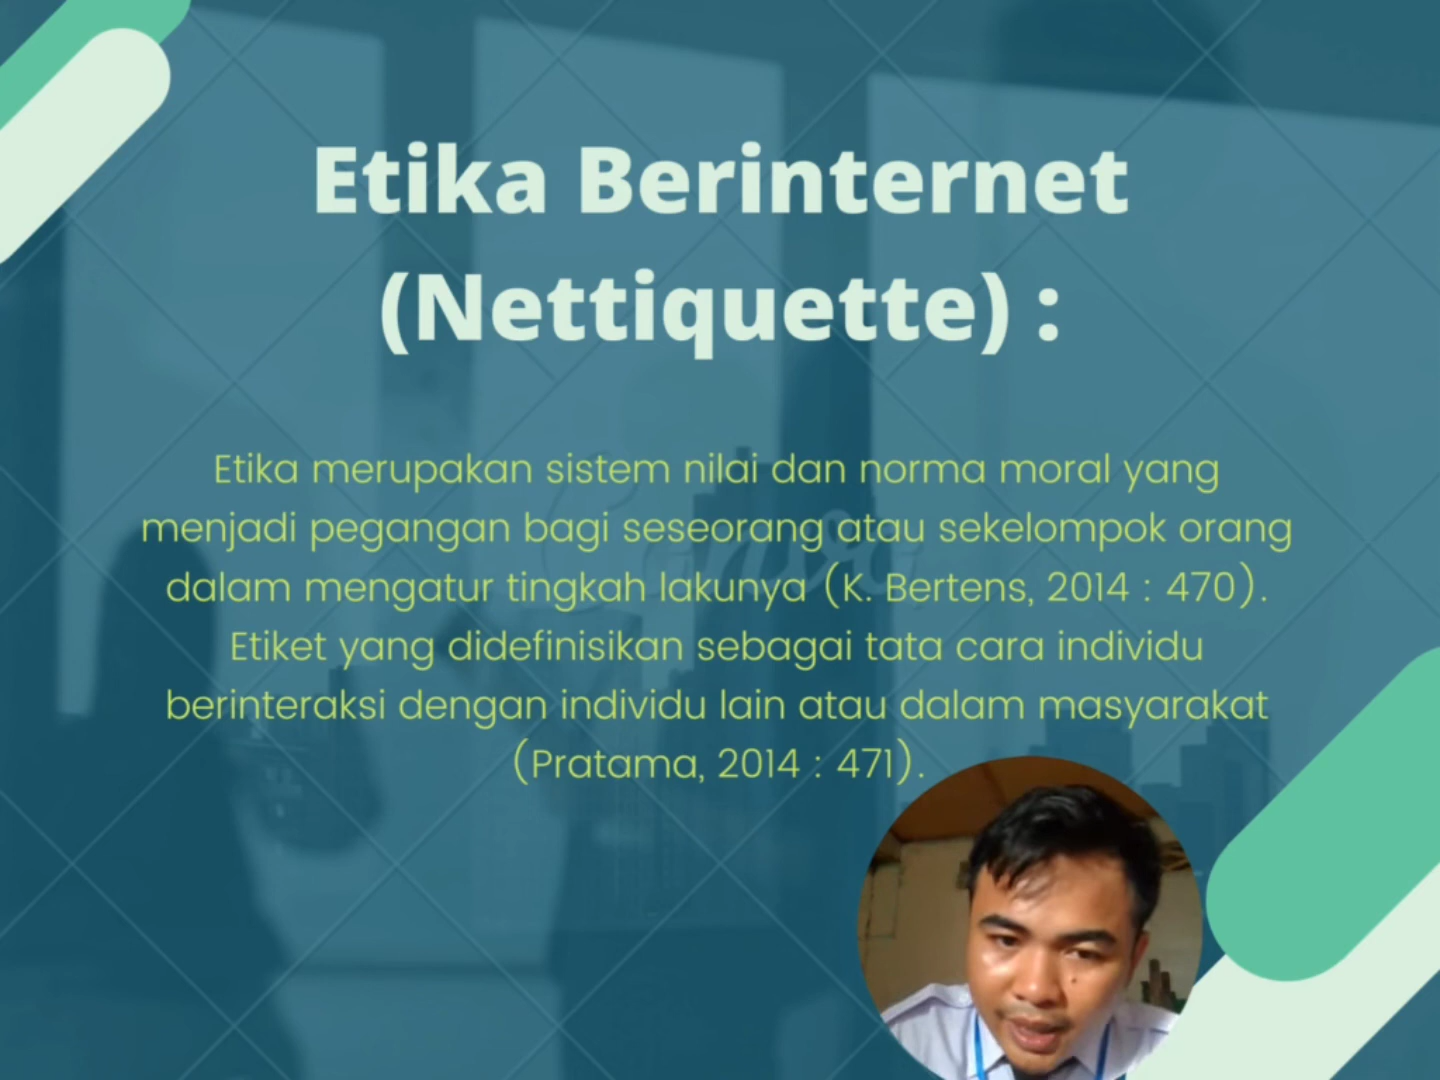 Etika Berinternet
(Nettiquette) :
Etika merupakan sistem nilai dan norma moral yang
menjadi pegangan bagi seseorang atau sekelompok orang
dalam mengatur tingkah lakunya (K. Bertens, 2014 : 470).
Etiket yang didefinisikan sebagai tata cara individu
berinteraksi dengan individu lain atau dalam masyarakat
(Pratama, 2014 : 471).
Canva